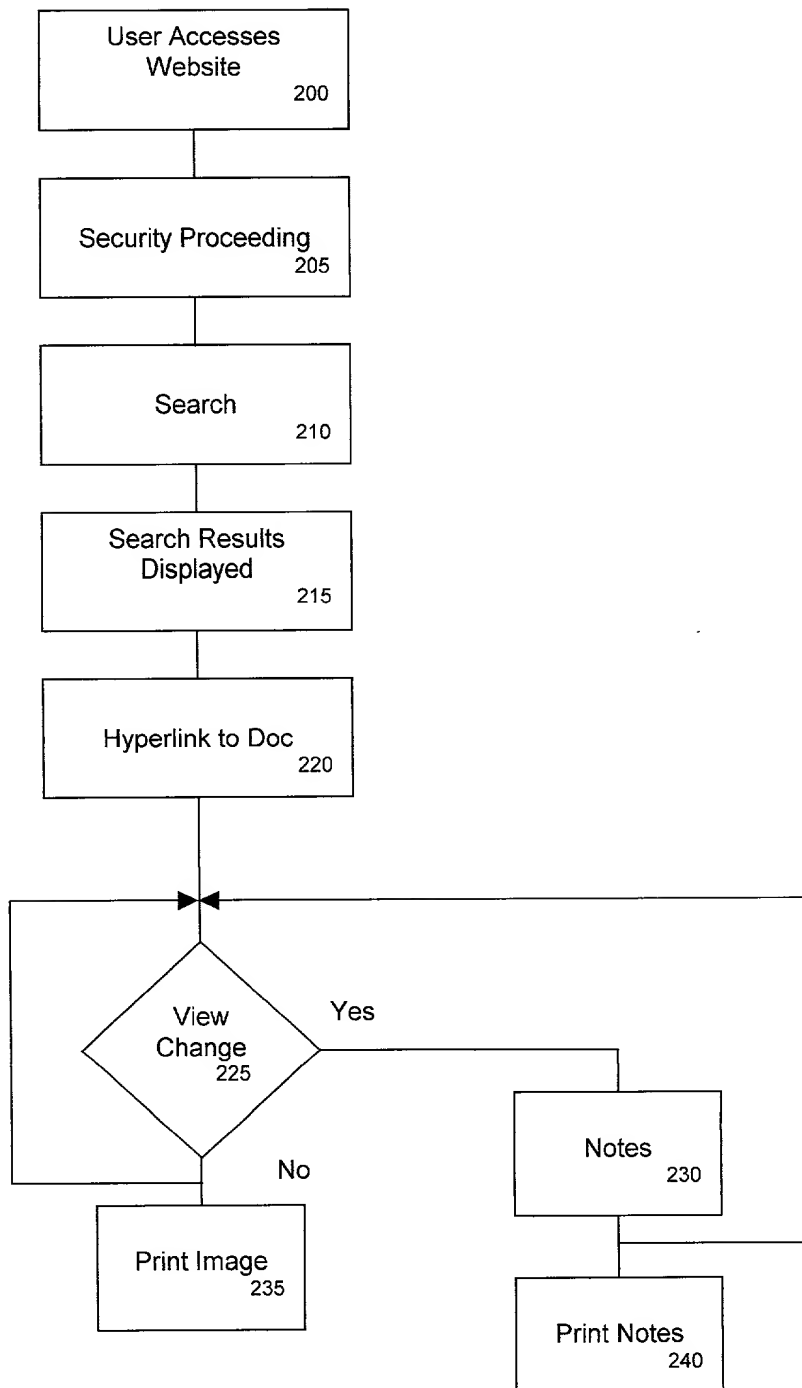 User Accesses
Website
200
Security Proceeding
205
Search
210
Search Results
Displayed
215
Hyperlink to Doc
220
View
Change
225
Yes
No
Notes
230
Print Image
235
Print Notes
240